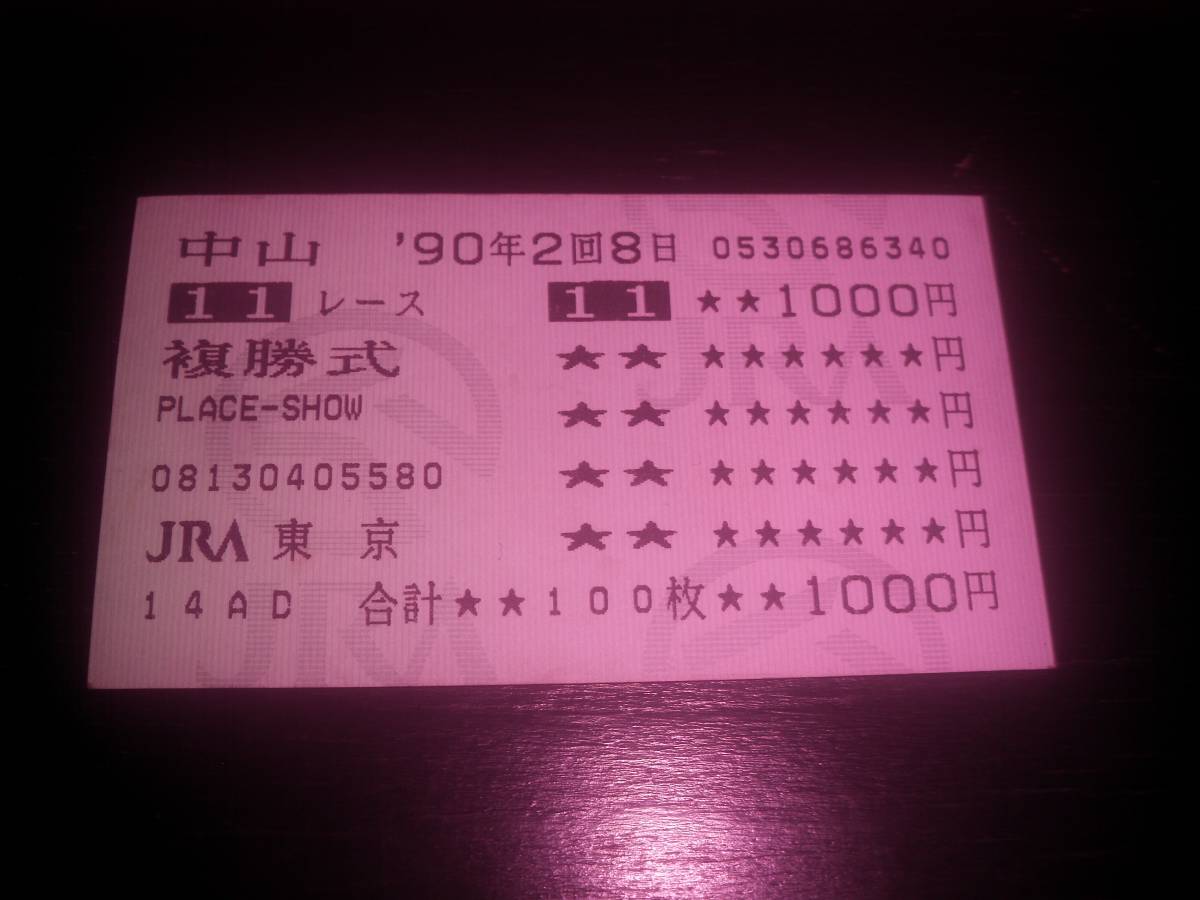 中山 '90年2回8日 0530686340
11 レース 11 ★★1000円
複勝式 ★★ ★★★★★★円
PLACE-SHOW ★★ ★★★★★★円
08130405580 ★★ ★★★★★★円
JRA 東 京 ★★ ★★★★★★円
14AD 合計★★100枚★★1000円